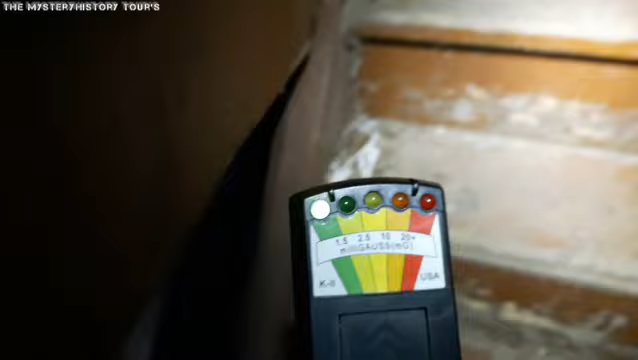 THE MYSTERYHISTORY TOUR'S
1.5 2.5 10 20+
milliGAUSS(mG)
K-II USA